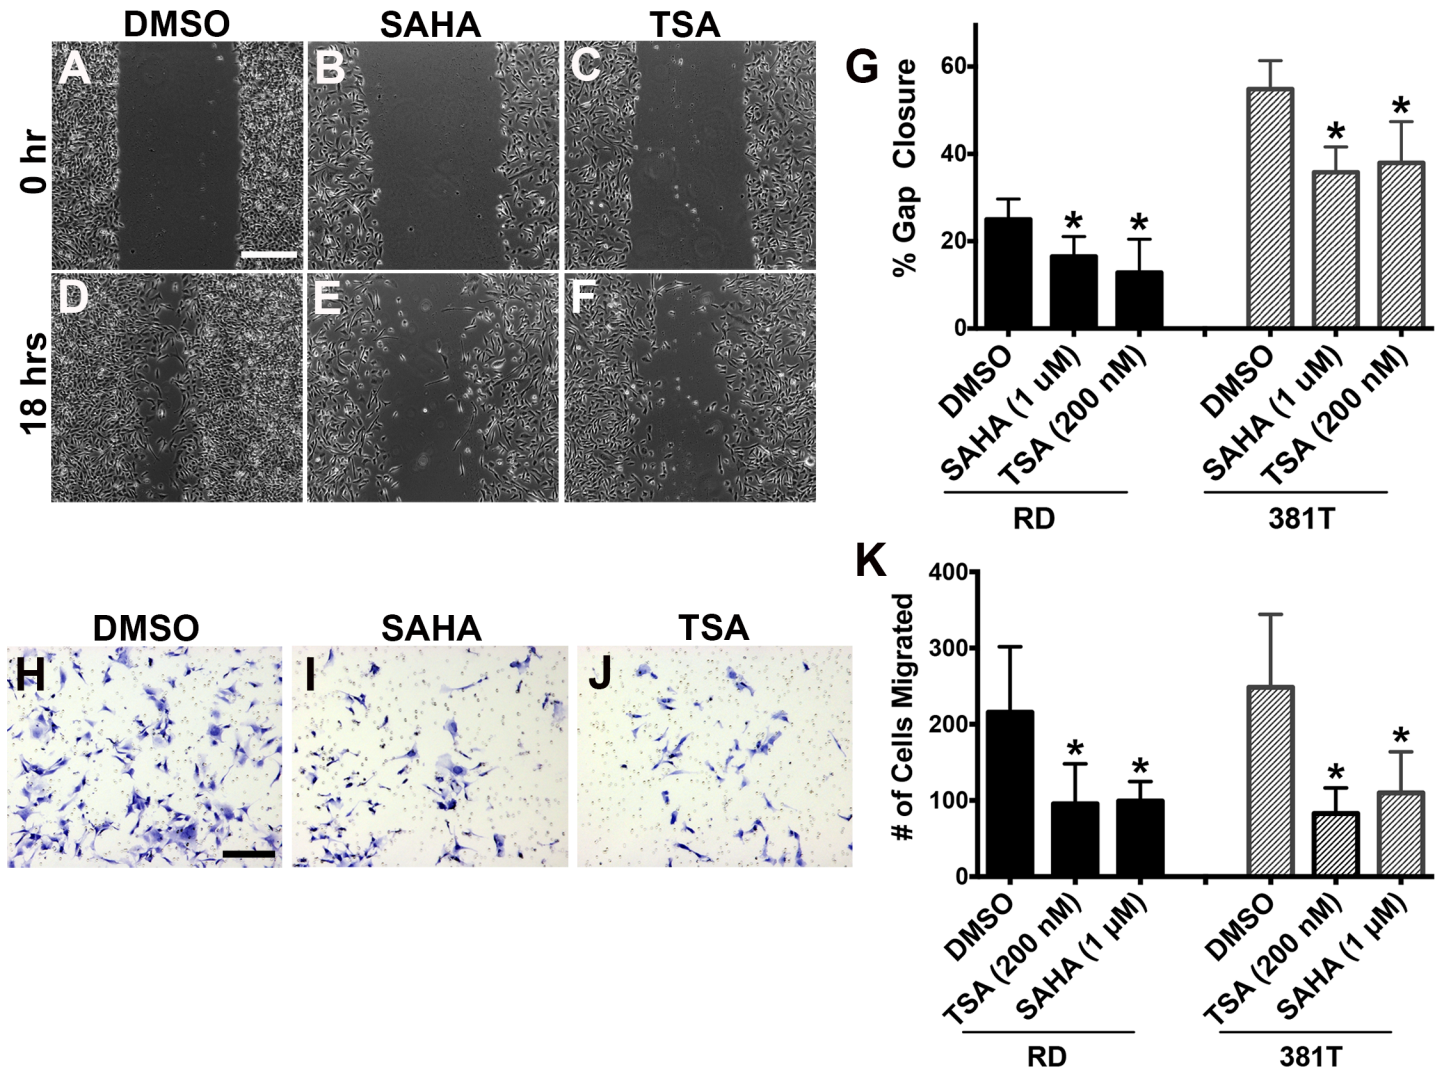 DMSO SAHA TSA
0 hr
A B C
18 hrs
D E F
G
% Gap Closure
60
40
20
0
DMSO
SAHA (1 uM)
TSA (200 nM)
DMSO
SAHA (1 uM)
TSA (200 nM)
* * * *
RD 381T
DMSO SAHA TSA
H I J
K
# of Cells Migrated
400
300
200
100
0
* * * *
DMSO
TSA (200 nM)
SAHA (1 µM)
DMSO
TSA (200 nM)
SAHA (1 µM)
RD 381T